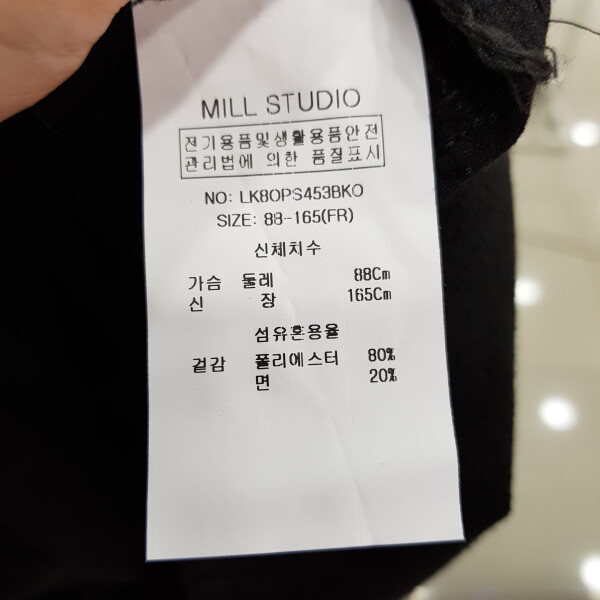 MILL STUDIO
전기용품및생활용품안전
관리법에 의한 품질표시
NO: LK8OPS453BKO
SIZE: 88-165(FR)
신체치수
가슴 둘레 88Cm
신 장 165Cm
섬유혼용율
겉감 폴리에스터 80%
면 20%